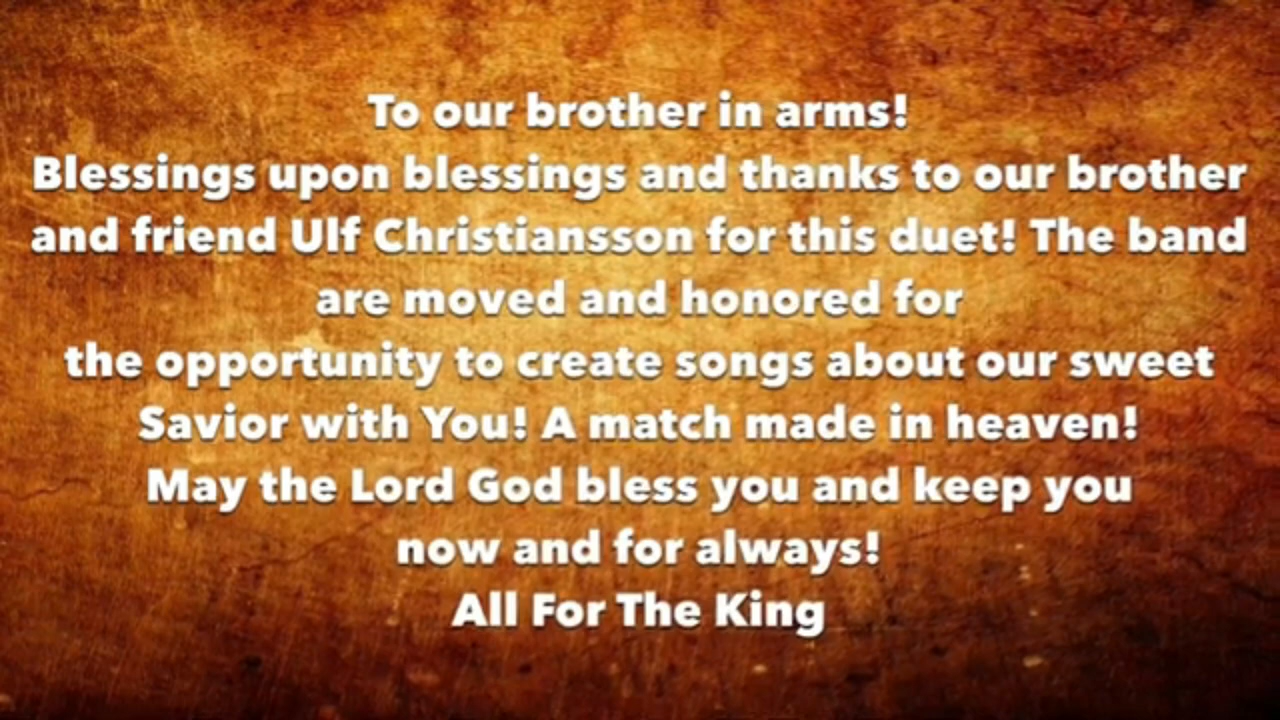 To our brother in arms!
Blessings upon blessings and thanks to our brother
and friend Ulf Christiansson for this duet! The band
are moved and honored for
the opportunity to create songs about our sweet
Savior with You! A match made in heaven!
May the Lord God bless you and keep you
now and for always!
All For The King